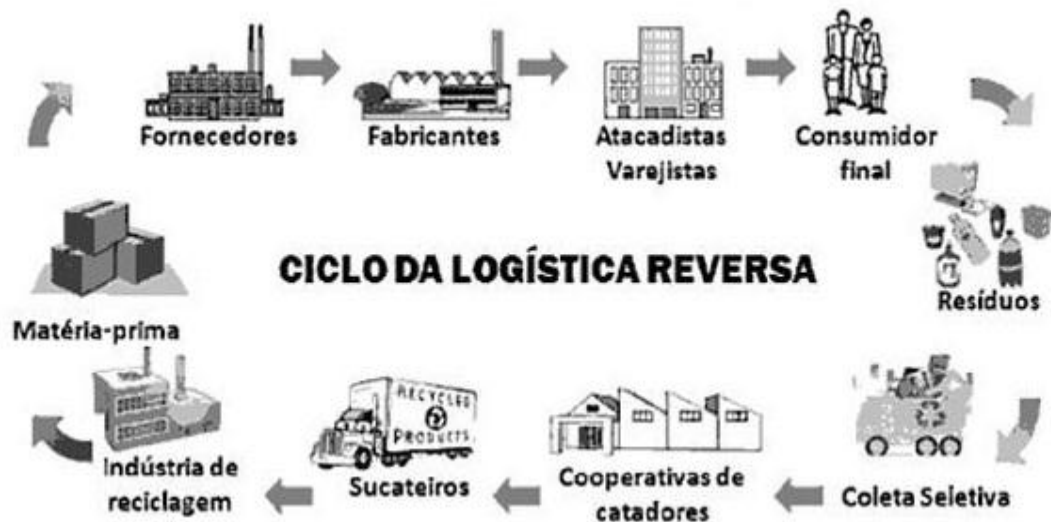 Fornecedores
Fabricantes
Atacadistas
Varejistas
Consumidor
final
CICLO DA LOGÍSTICA REVERSA
Resíduos
Matéria-prima
RECYCLED
PRODUCTS
Indústria de
reciclagem
Sucateiros
Cooperativas de
catadores
Coleta Seletiva